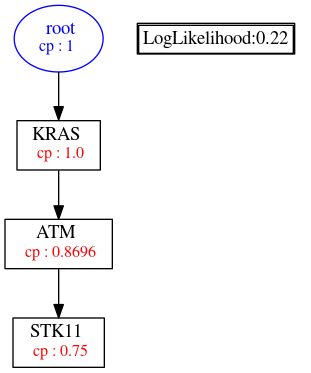 root
cp : 1
LogLikelihood:0.22
KRAS
cp : 1.0
ATM
cp : 0.8696
STK11
cp : 0.75